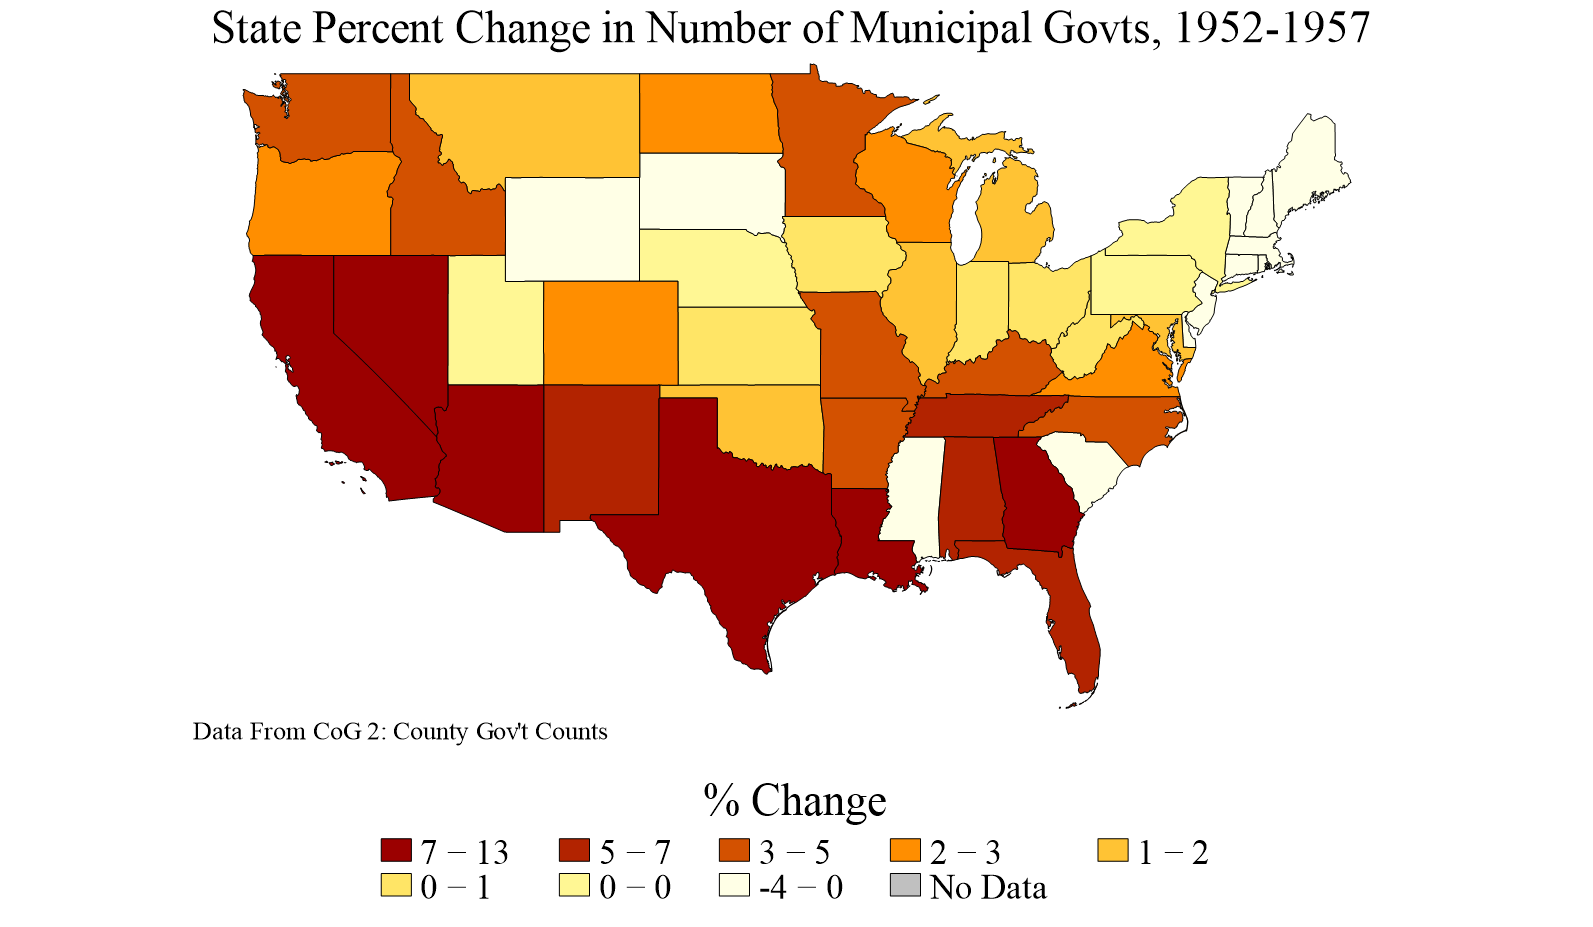 State Percent Change in Number of Municipal Govts, 1952-1957
Data From CoG 2: County Gov't Counts
% Change
7 – 13 5 – 7 3 – 5 2 – 3 1 – 2
0 – 1 0 – 0 -4 – 0 No Data